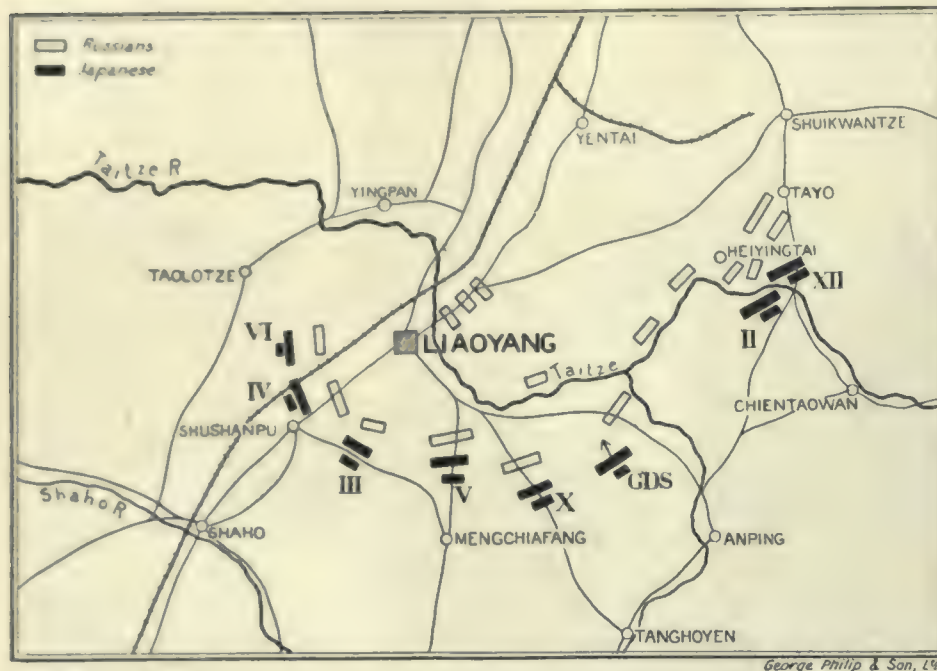 Russians
Japanese
SHUIKWANTZE
YENTAI
Taitze R
YINGPAN
TAYO
HEIYINGTAI
TAOLOTZE
XII
VI
II
LIAOYANG
Taitze
IV
CHIENTAOWAN
SHUSHANPU
III
V
X
GDS
Shaho R
SHAHO
MENGCHIAFANG
ANPING
TANGHOYEN
George Philip & Son, Lt